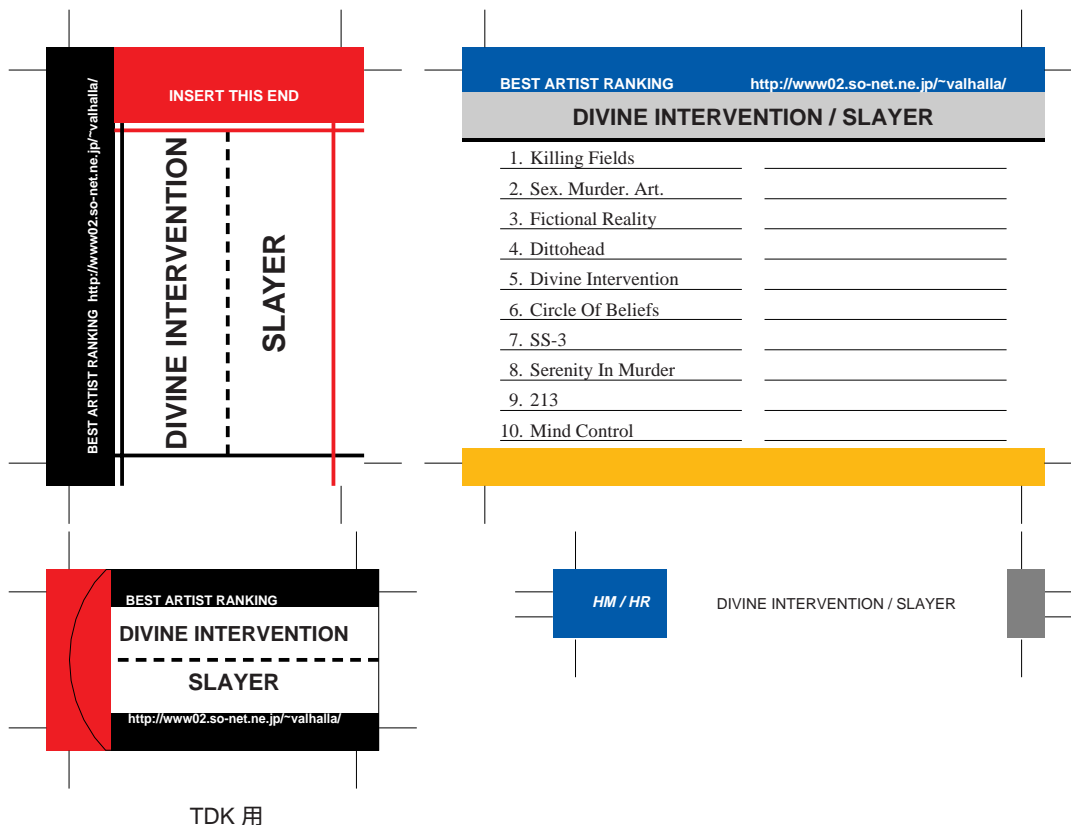 INSERT THIS END
BEST ARTIST RANKING http://www02.so-net.ne.jp/~valhalla/
DIVINE INTERVENTION
SLAYER
BEST ARTIST RANKING http://www02.so-net.ne.jp/~valhalla/
DIVINE INTERVENTION / SLAYER
1. Killing Fields
2. Sex. Murder. Art.
3. Fictional Reality
4. Dittohead
5. Divine Intervention
6. Circle Of Beliefs
7. SS-3
8. Serenity In Murder
9. 213
10. Mind Control
BEST ARTIST RANKING
DIVINE INTERVENTION
SLAYER
http://www02.so-net.ne.jp/~valhalla/
HM / HR
DIVINE INTERVENTION / SLAYER
TDK 用